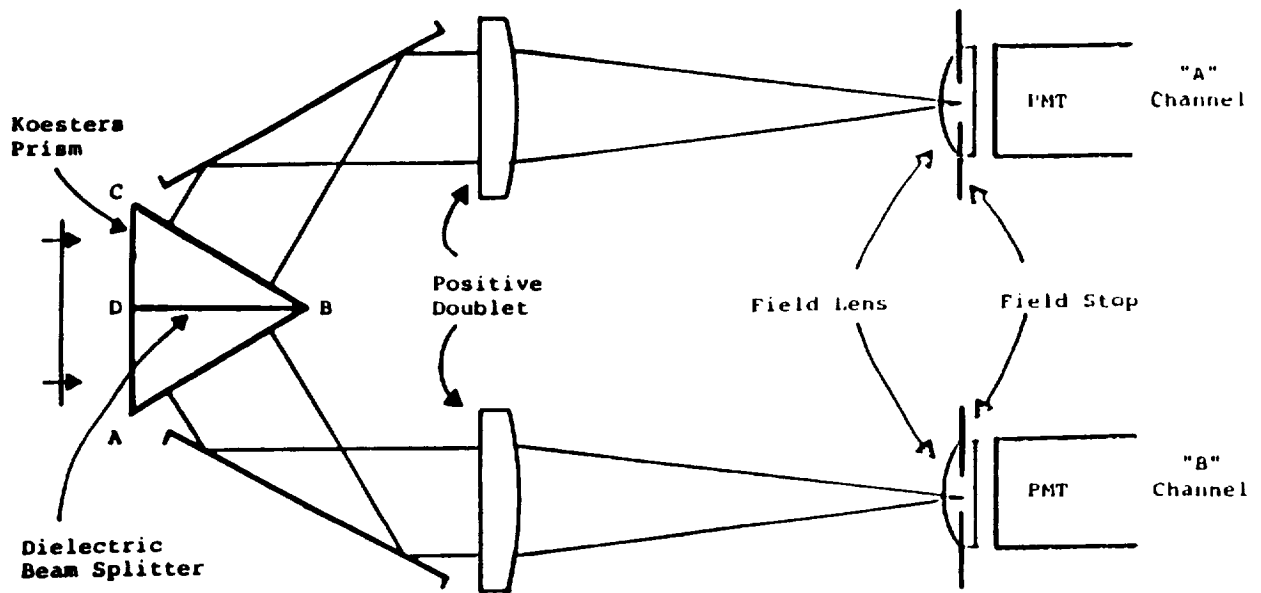 Koesters
Prism
C
D
B
A
Dielectric
Beam Splitter
Positive
Doublet
Field Lens
Field Stop
PMT
"A"
Channel
PMT
"B"
Channel